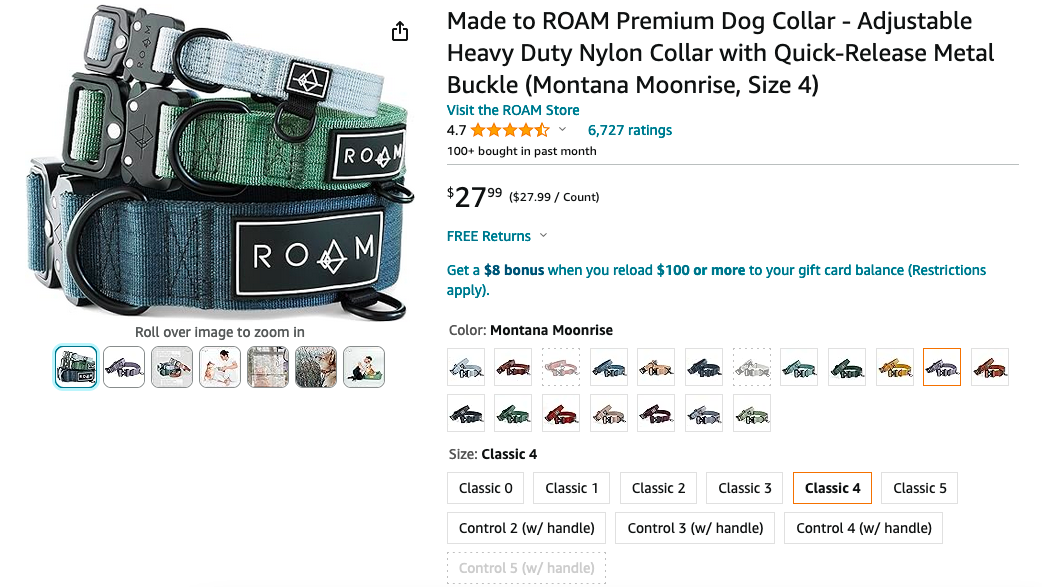 ROAM
ROAM
ROAM
Roll over image to zoom in
Made to ROAM Premium Dog Collar - Adjustable
Heavy Duty Nylon Collar with Quick-Release Metal
Buckle (Montana Moonrise, Size 4)
Visit the ROAM Store
4.7 6,727 ratings
100+ bought in past month
$27.99 ($27.99 / Count)
FREE Returns
Get a $8 bonus when you reload $100 or more to your gift card balance (Restrictions
apply).
Color: Montana Moonrise
Size: Classic 4
Classic 0 Classic 1 Classic 2 Classic 3 Classic 4 Classic 5
Control 2 (w/ handle) Control 3 (w/ handle) Control 4 (w/ handle)
Control 5 (w/ handle)